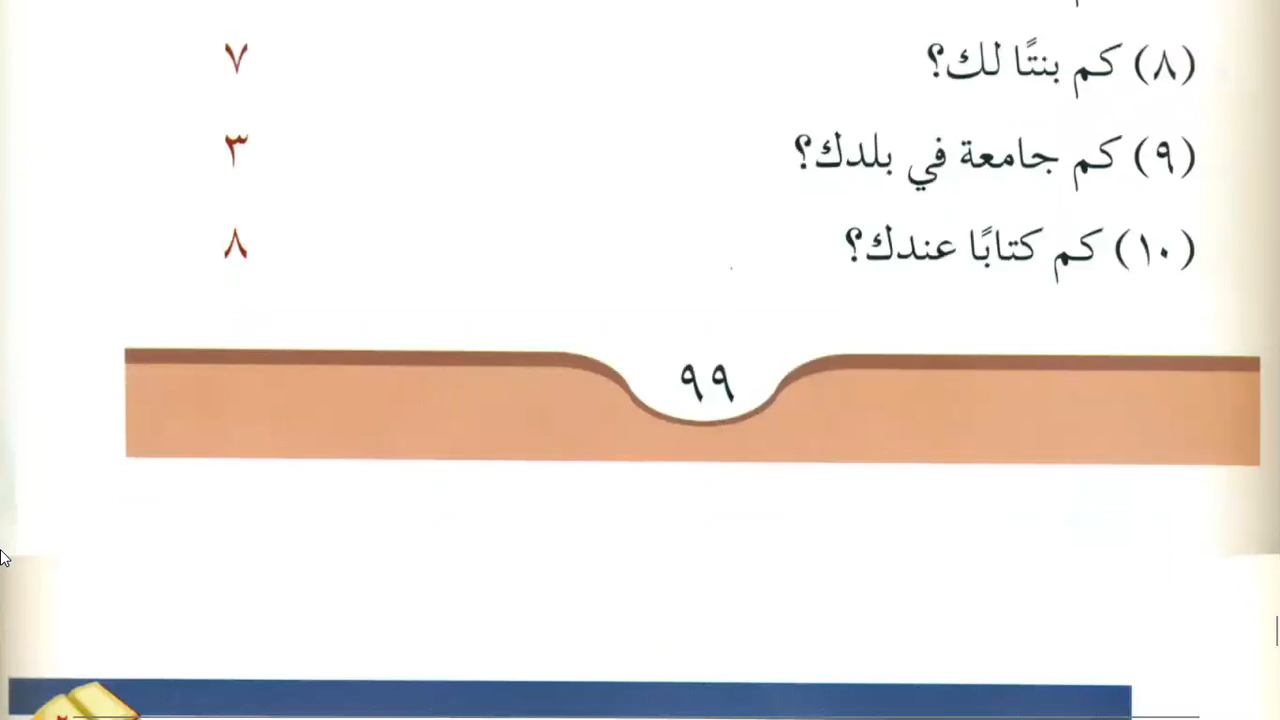 (٨) كم بنتًا لك؟ ٧
(٩) كم جامعة في بلدك؟ ٣
(١٠) كم كتابًا عندك؟ ٨
٩٩